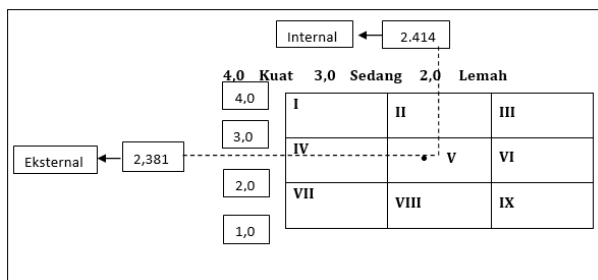 Internal 2.414
4,0 Kuat 3,0 Sedang 2,0 Lemah
4,0
I II III
3,0
Eksternal 2,381
IV V VI
2,0
VII VIII IX
1,0